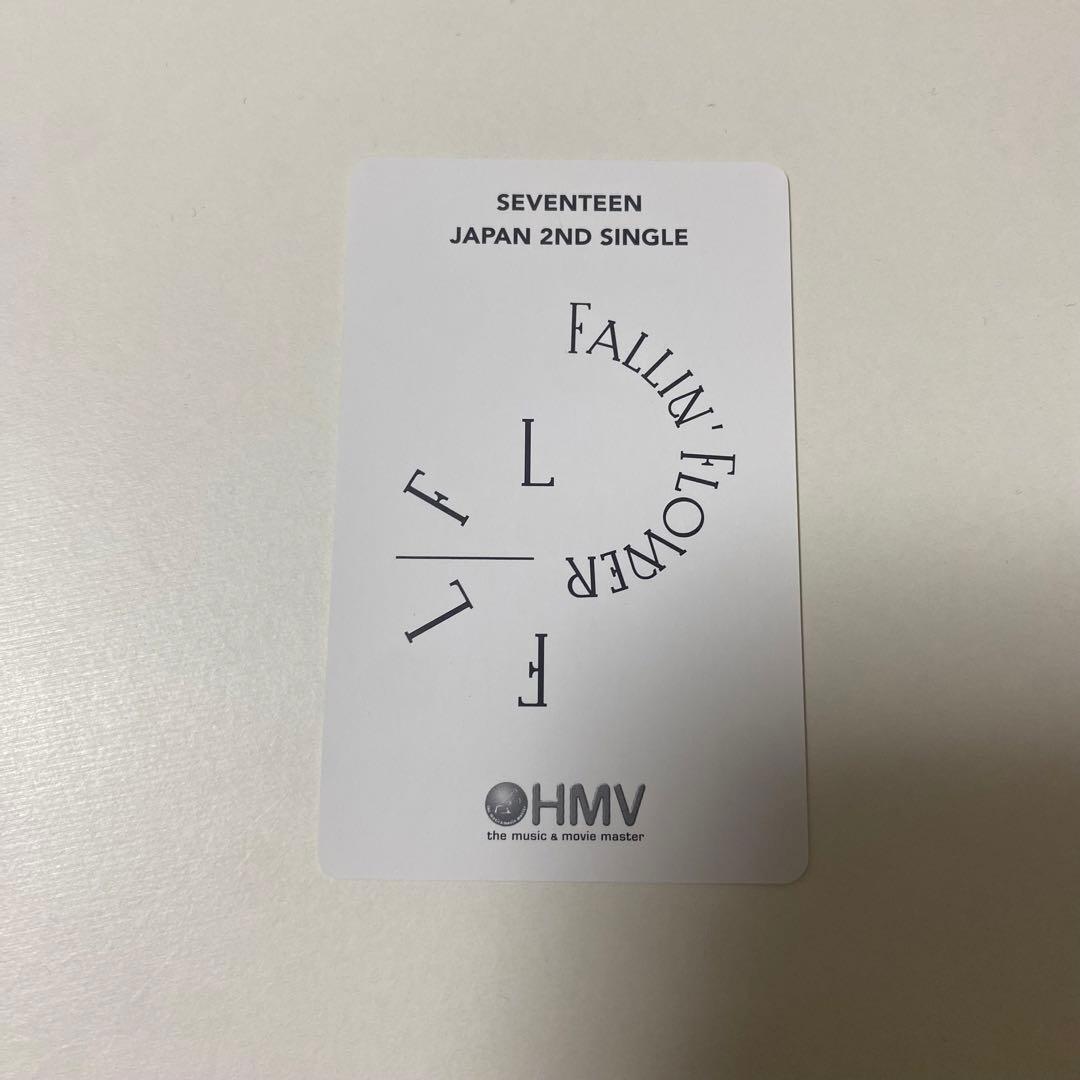 SEVENTEEN
JAPAN 2ND SINGLE
FALLIN' FLOWER
L
F
L
F
HMV
the music & movie master